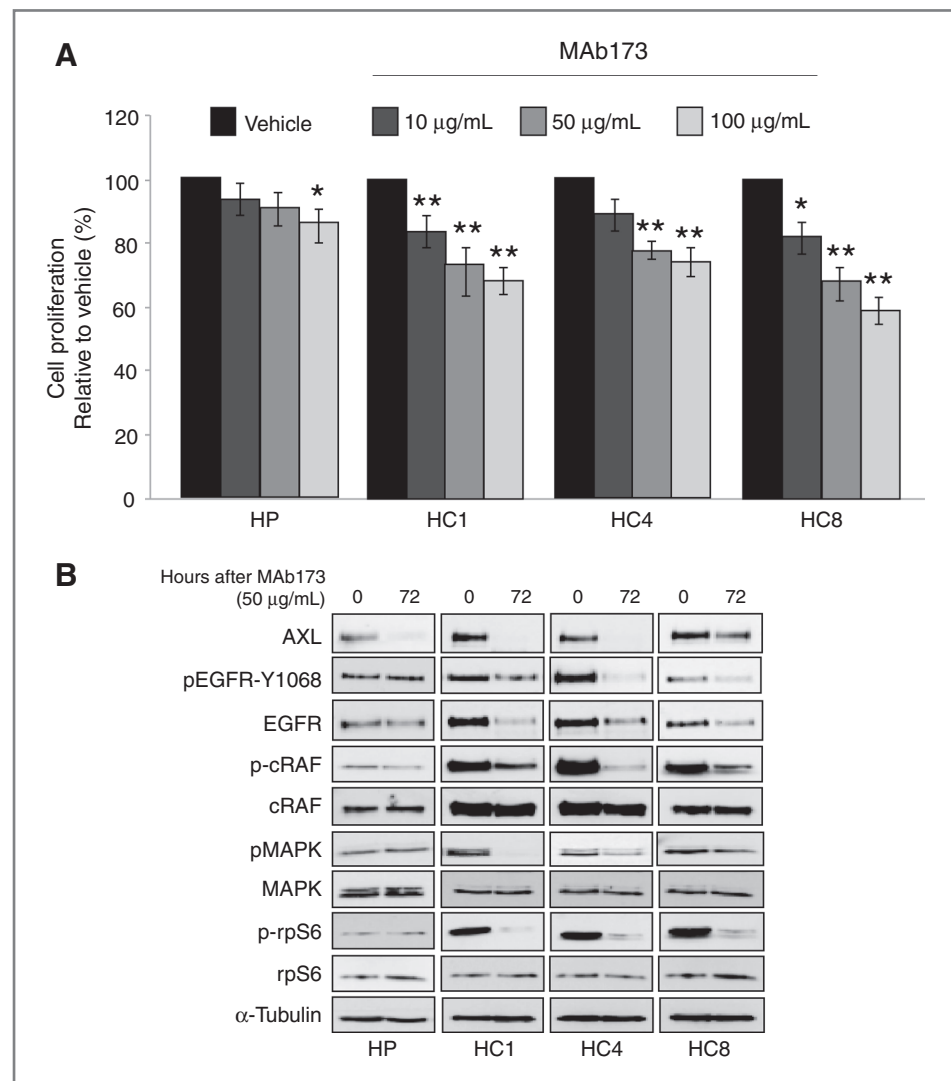 A
MAb173
Vehicle 10 μg/mL 50 μg/mL 100 μg/mL
Cell proliferation
Relative to vehicle (%)
120
100
80
60
40
20
0
*
** ** **
** **
* ** **
HP HC1 HC4 HC8
B
Hours after MAb173
(50 μg/mL) 0 72 0 72 0 72 0 72
AXL
pEGFR-Y1068
EGFR
p-cRAF
cRAF
pMAPK
MAPK
p-rpS6
rpS6
α-Tubulin
HP HC1 HC4 HC8